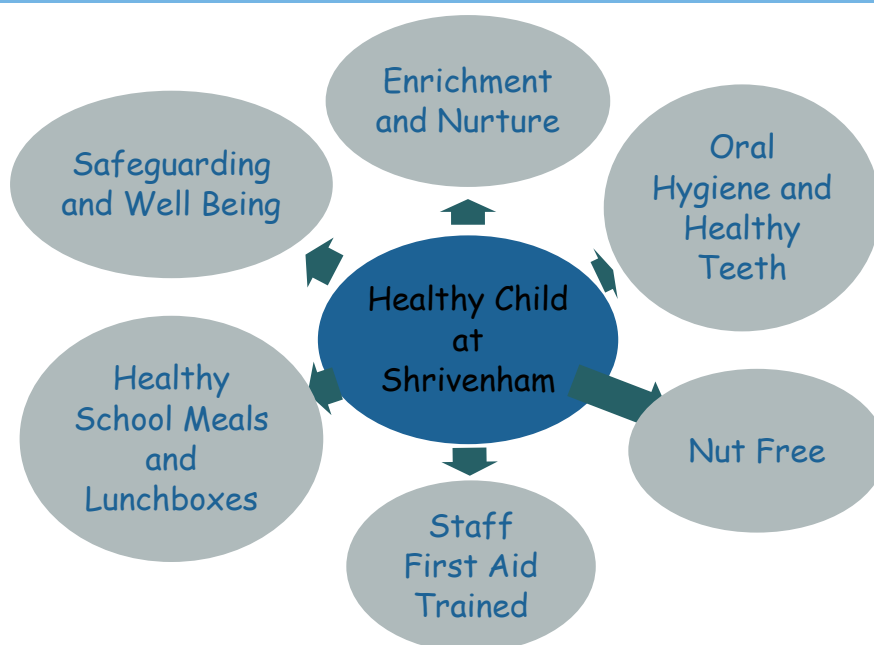 Enrichment
and Nurture
Safeguarding
and Well Being
Oral
Hygiene and
Healthy
Teeth
Healthy Child
at
Shrivenham
Healthy
School Meals
and
Lunchboxes
Nut Free
Staff
First Aid
Trained